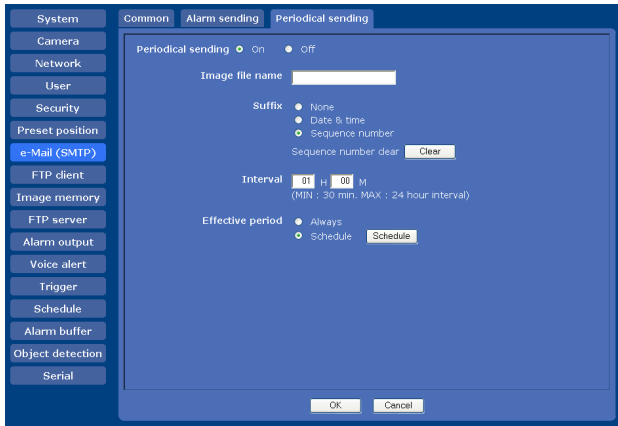 System
Camera
Network
User
Security
Preset position
e-Mail (SMTP)
FTP client
Image memory
FTP server
Alarm output
Voice alert
Trigger
Schedule
Alarm buffer
Object detection
Serial
Common Alarm sending Periodical sending
Periodical sending On Off
Image file name
Suffix None
Date & time
Sequence number
Sequence number clear Clear
Interval 01 H 00 M
(MIN : 30 min. MAX : 24 hour interval)
Effective period Always
Schedule Schedule
OK Cancel